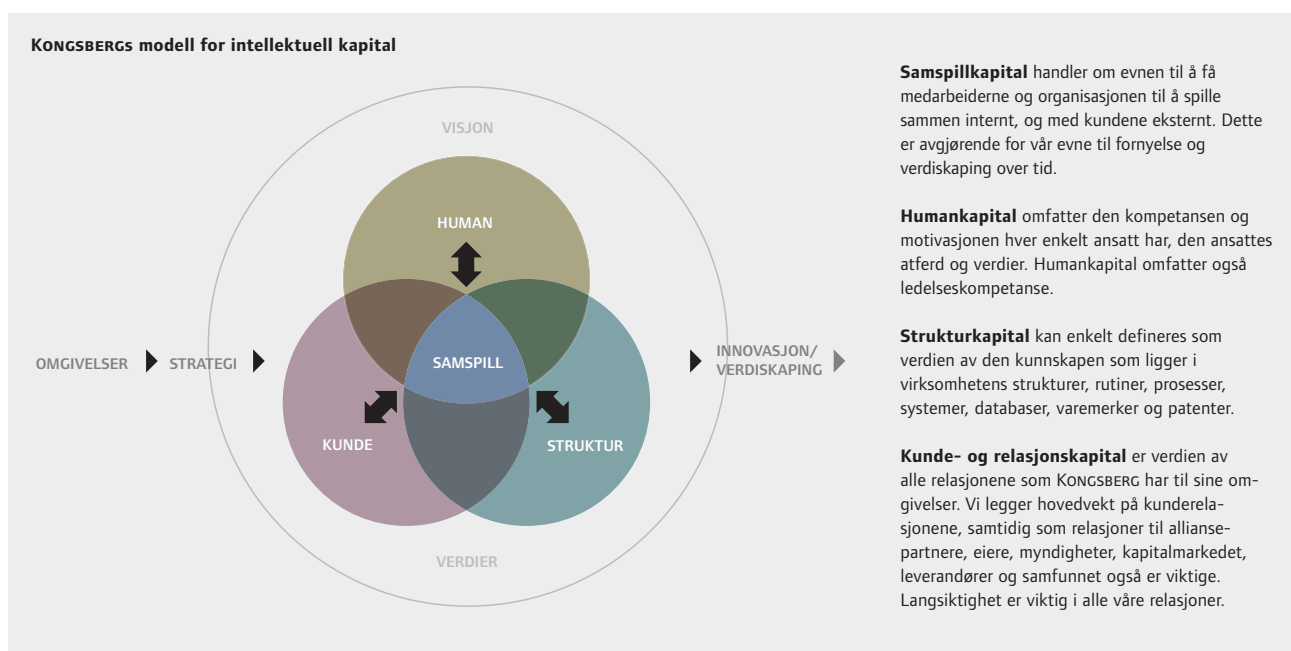 KONGSBERGS modell for intellektuell kapital
VISJON
HUMAN
OMGIVELSER
STRATEGI
SAMSPILL
INNOVASJON/
VERDISKAPING
KUNDE
STRUKTUR
VERDIER
Samspillkapital handler om evnen til å få
medarbeiderne og organisasjonen til å spille
sammen internt, og med kundene eksternt. Dette
er avgjørende for vår evne til fornyelse og
verdiskaping over tid.
Humankapital omfatter den kompetansen og
motivasjonen hver enkelt ansatt har, den ansattes
atferd og verdier. Humankapital omfatter også
ledelseskompetanse.
Strukturkapital kan enkelt defineres som
verdien av den kunnskapen som ligger i
virksomhetens strukturer, rutiner, prosesser,
systemer, databaser, varemerker og patenter.
Kunde- og relasjonskapital er verdien av
alle relasjonene som KONGSBERG har til sine om-
givelser. Vi legger hovedvekt på kunderela-
sjonene, samtidig som relasjoner til allianse-
partnere, eiere, myndigheter, kapitalmarkedet,
leverandører og samfunnet også er viktige.
Langsiktighet er viktig i alle våre relasjoner.